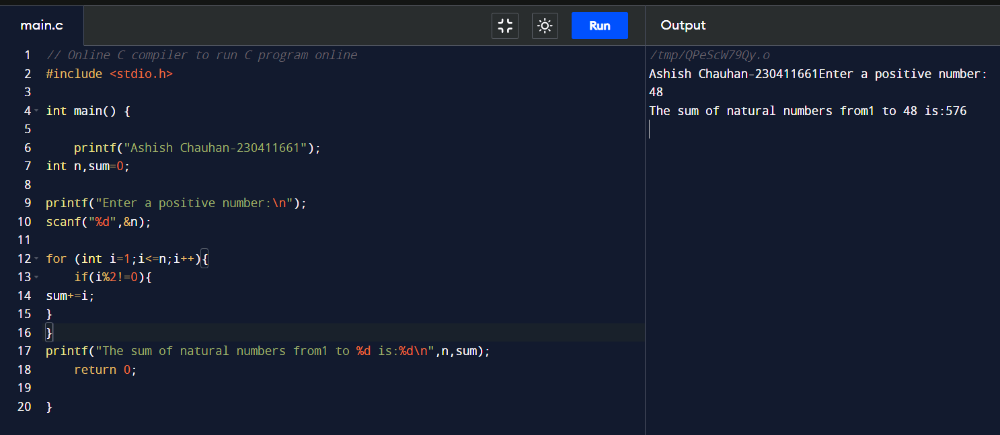 main.c
Run
Output
1 // Online C compiler to run C program online
2 #include <stdio.h>
3
4 int main() {
5
6     printf("Ashish Chauhan-230411661");
7 int n,sum=0;
8
9 printf("Enter a positive number:\n");
10 scanf("%d",&n);
11
12 for (int i=1;i<=n;i++){
13     if(i%2!=0){
14 sum+=i;
15 }
16 }
17 printf("The sum of natural numbers from1 to %d is:%d\n",n,sum);
18     return 0;
19
20 }
/tmp/QPeScW79Qy.o
Ashish Chauhan-230411661Enter a positive number:
48
The sum of natural numbers from1 to 48 is:576